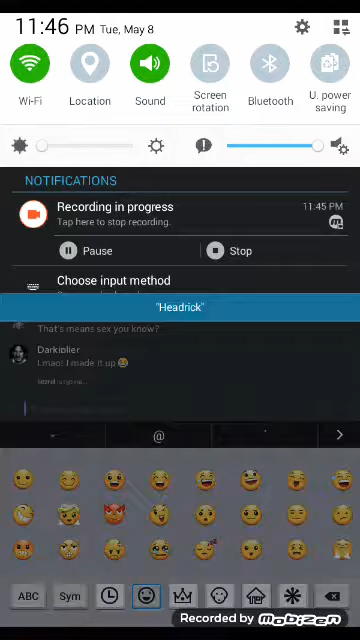 11:46 PM Tue, May 8
Wi-Fi
Location
Sound
Screen rotation
Bluetooth
U. power saving
NOTIFICATIONS
Recording in progress
11:45 PM
Tap here to stop recording.
Pause
Stop
Choose input method
"Headrick"
That's means sex you know?
Darkiplier
Lmao! I made it up 😂
@
ABC
Sym
Recorded by MOBIZEN